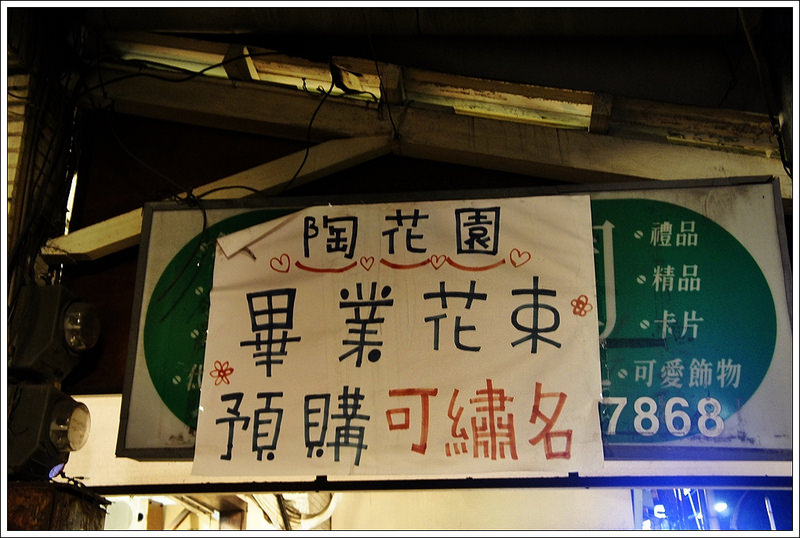 陶花園
畢業花束
預購可繡名
禮品
精品
卡片
可愛飾物
7868